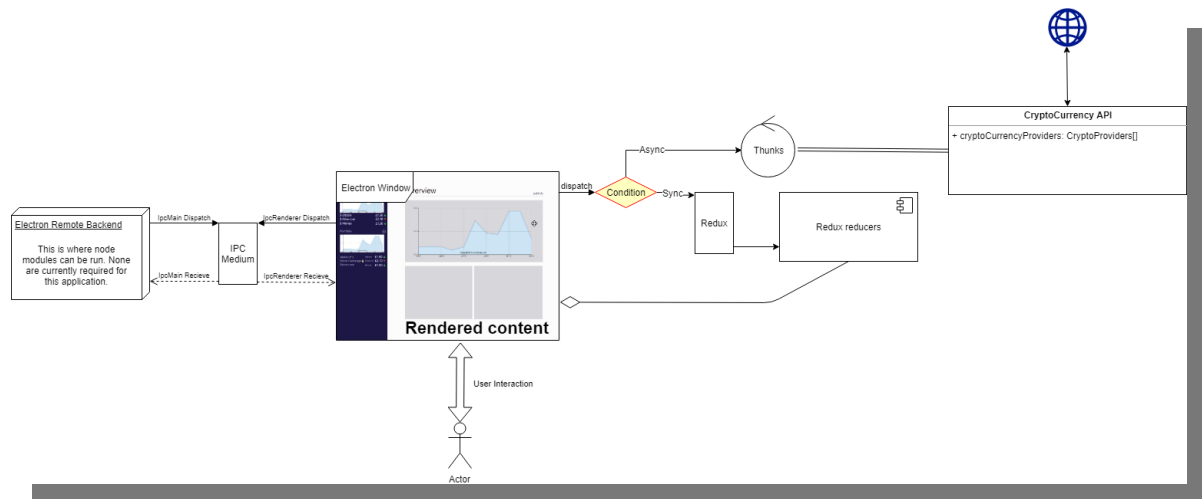 CryptoCurrency API
+ cryptoCurrencyProviders: CryptoProviders[]
Async
Thunks
Electron Window
erview
dispatch
Condition
Sync
Redux
Redux reducers
Electron Remote Backend
This is where node
modules can be run. None
are currently required for
this application.
IpcMain Dispatch
IpcRenderer Dispatch
IPC
Medium
IpcMain Recieve
IpcRenderer Recieve
Rendered content
User Interaction
Actor